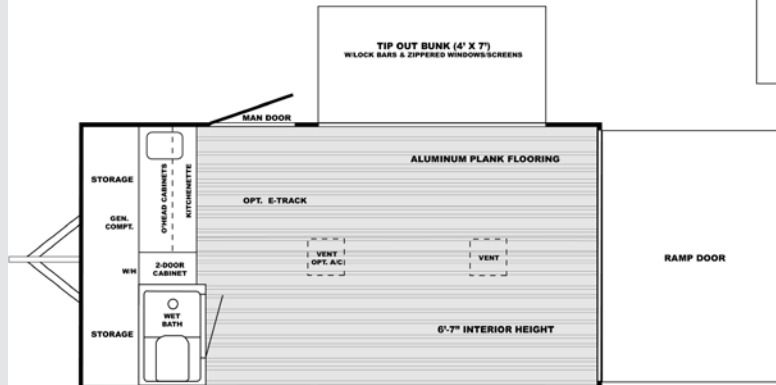 TIP OUT BUNK (4' X 7')
W/LOCK BARS & ZIPPERED WINDOWS/SCREENS
MAN DOOR
ALUMINUM PLANK FLOORING
STORAGE
O'HEAD CABINETS
KITCHENETTE
OPT. E-TRACK
GEN.
COMPT.
VENT
OPT. A/C
VENT
RAMP DOOR
W/H
2-DOOR
CABINET
WET
BATH
STORAGE
6'-7" INTERIOR HEIGHT